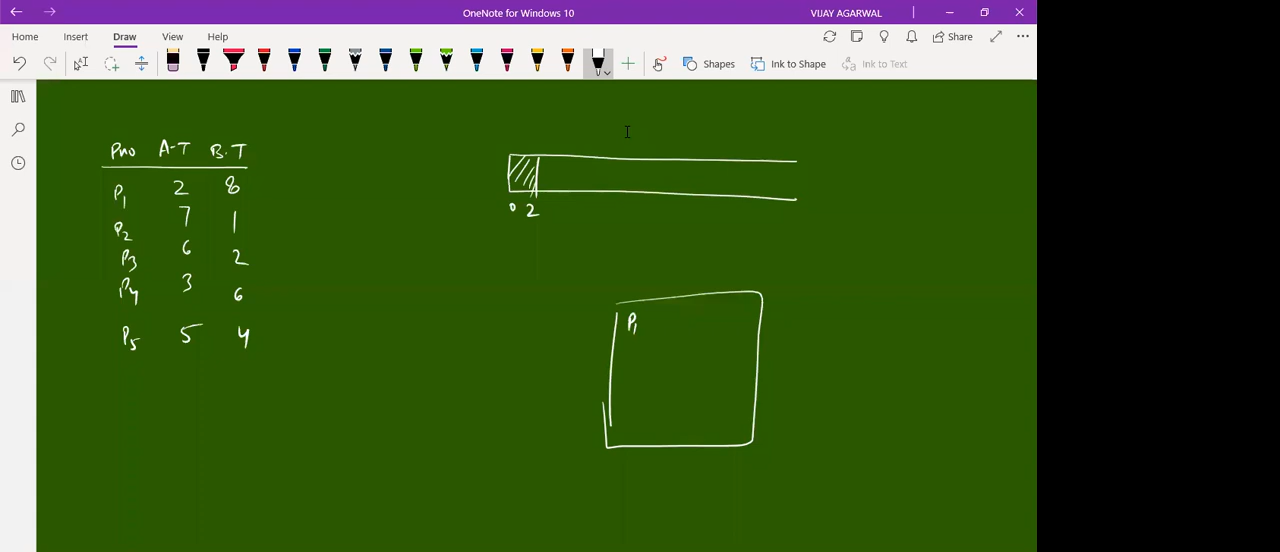 OneNote for Windows 10
VIJAY AGARWAL
Home Insert Draw View Help
Share
Shapes Ink to Shape Ink to Text
Pno A-T B.T
P1 2 8
P2 7 1
P3 6 2
P4 3 6
P5 5 4
0 2
P1